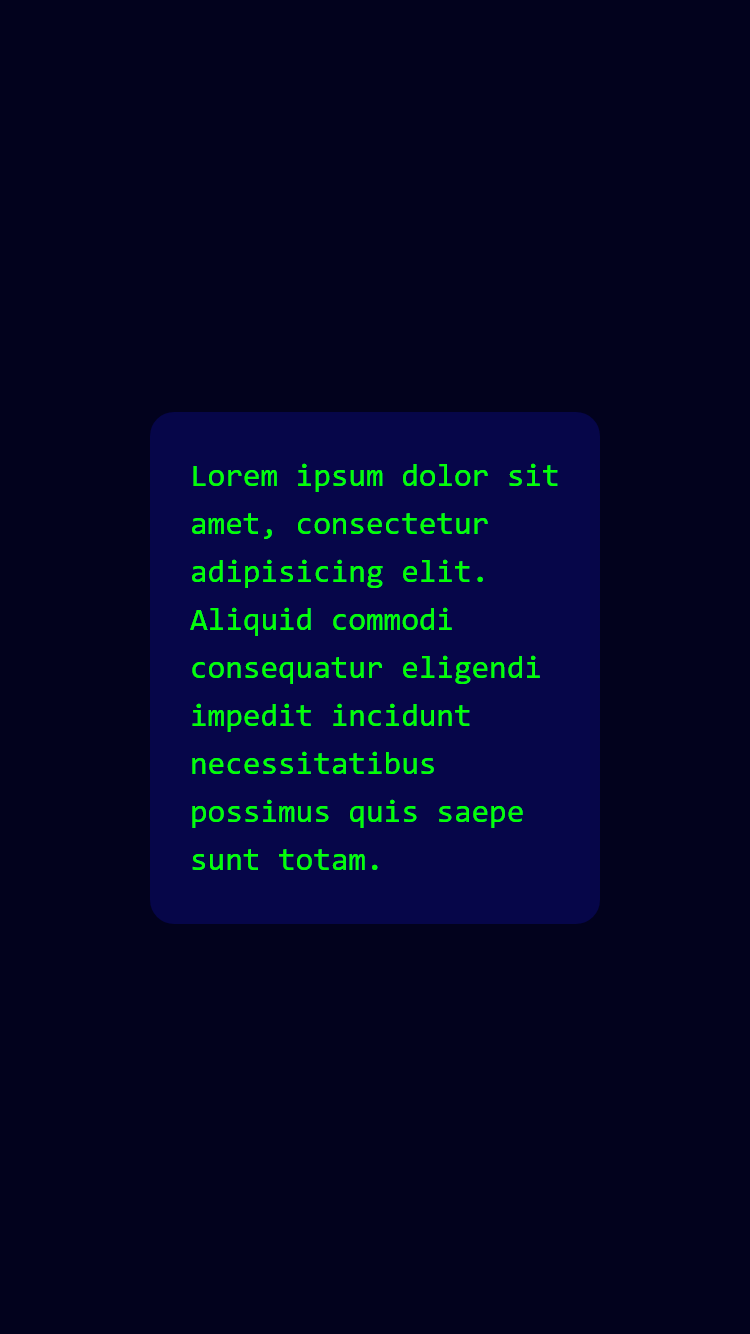 Lorem ipsum dolor sit
amet, consectetur
adipisicing elit.
Aliquid commodi
consequatur eligendi
impedit incidunt
necessitatibus
possimus quis saepe
sunt totam.